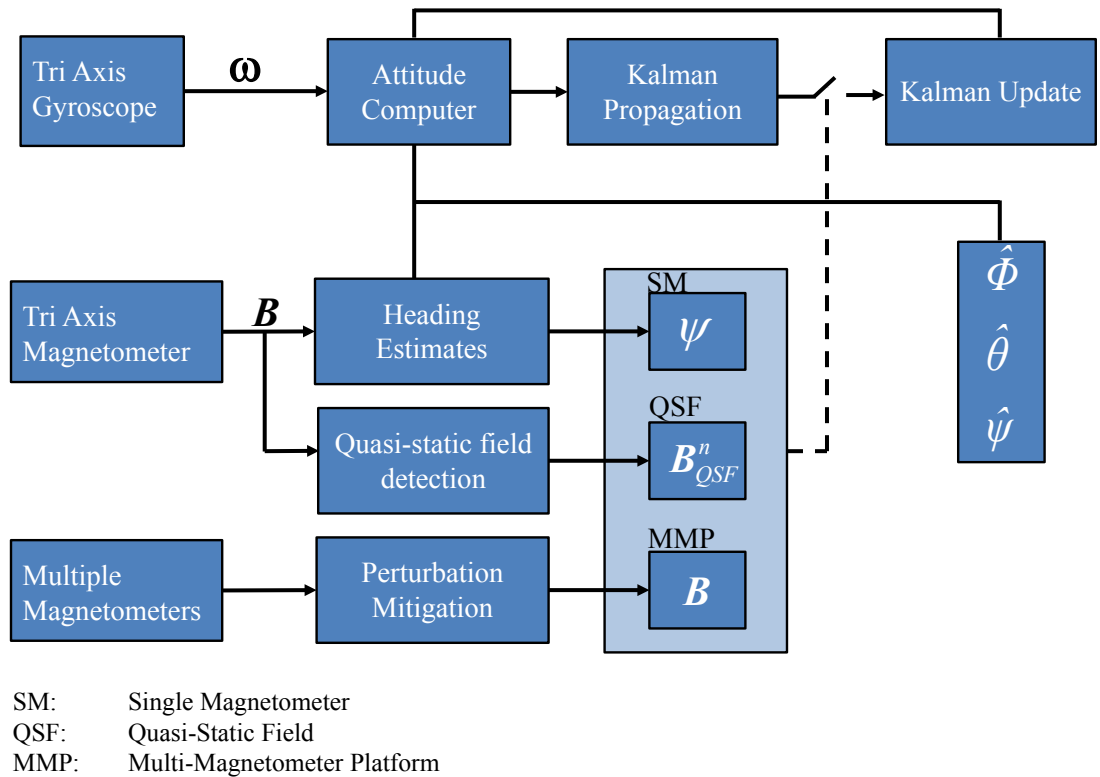 Tri Axis
Gyroscope
ω
Attitude
Computer
Kalman
Propagation
Kalman Update
Tri Axis
Magnetometer
B
Heading
Estimates
SM
ψ
Φ̂
θ̂
ψ̂
Quasi-static field
detection
QSF
B^n_QSF
Multiple
Magnetometers
Perturbation
Mitigation
MMP
B
SM: Single Magnetometer
QSF: Quasi-Static Field
MMP: Multi-Magnetometer Platform